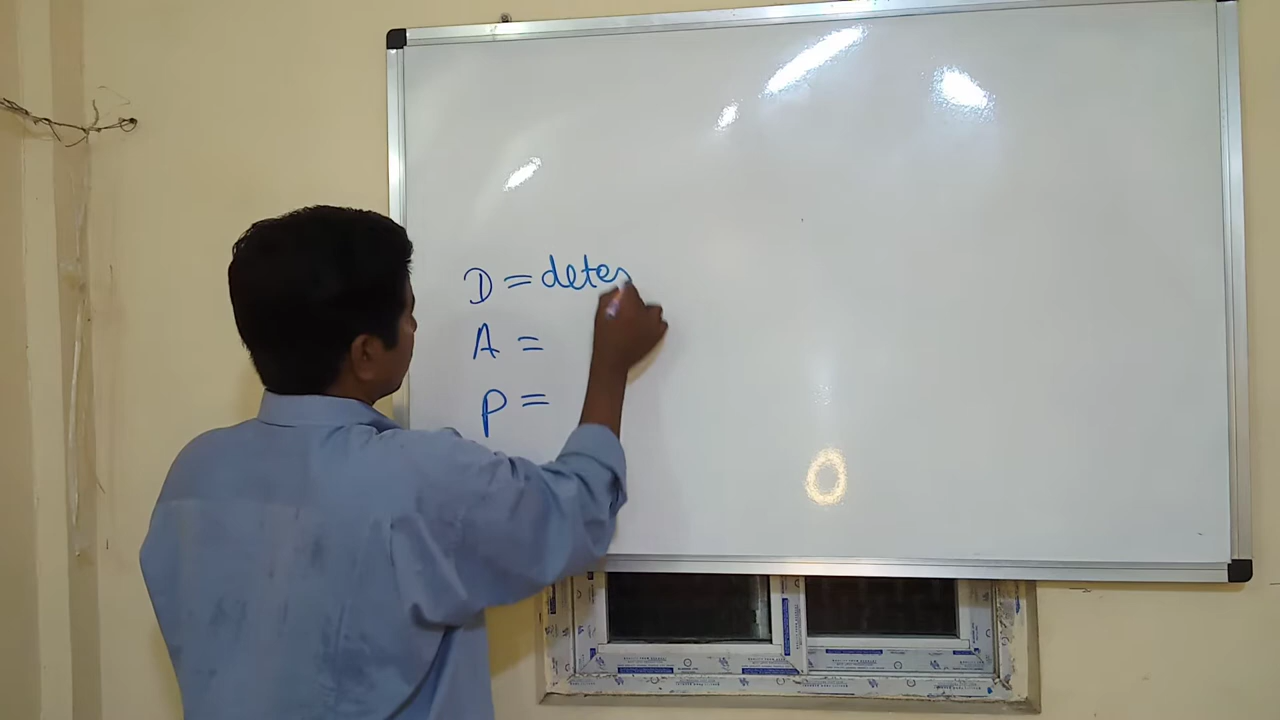 D = deter
A =
P =